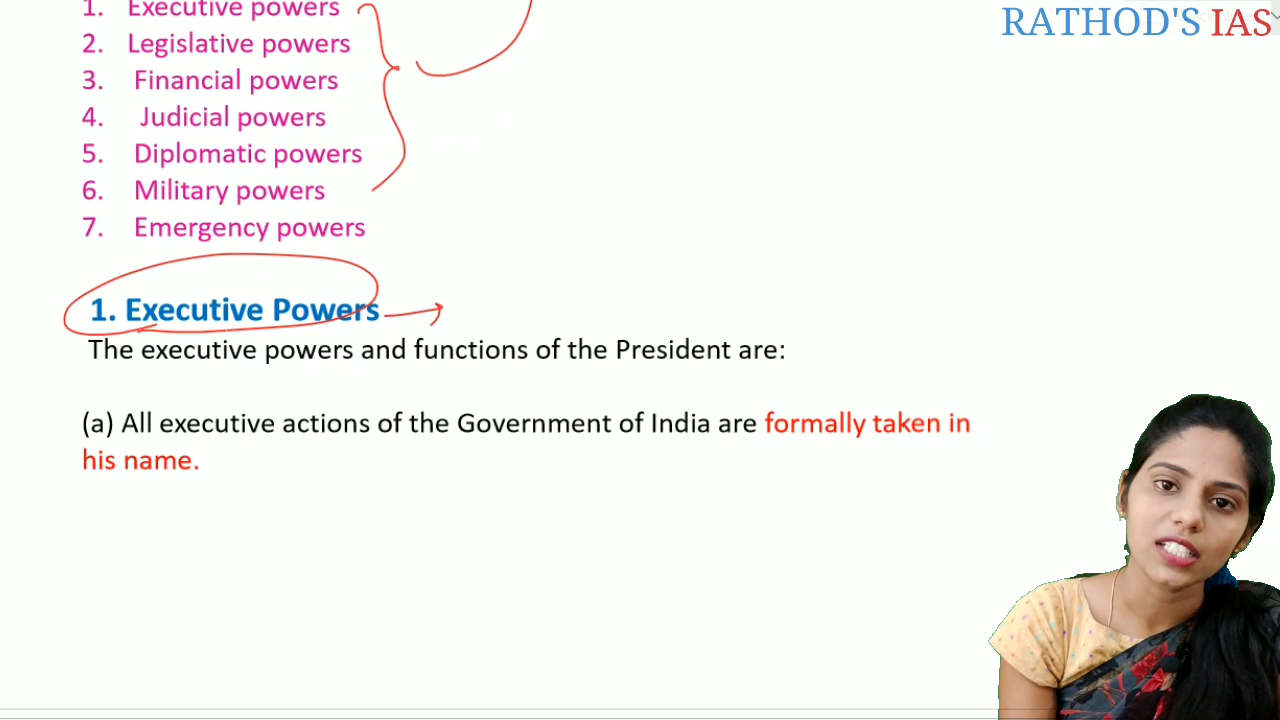 1. Executive powers
RATHOD'S IAS
2. Legislative powers
3. Financial powers
4. Judicial powers
5. Diplomatic powers
6. Military powers
7. Emergency powers
1. Executive Powers
The executive powers and functions of the President are:
(a) All executive actions of the Government of India are formally taken in
his name.